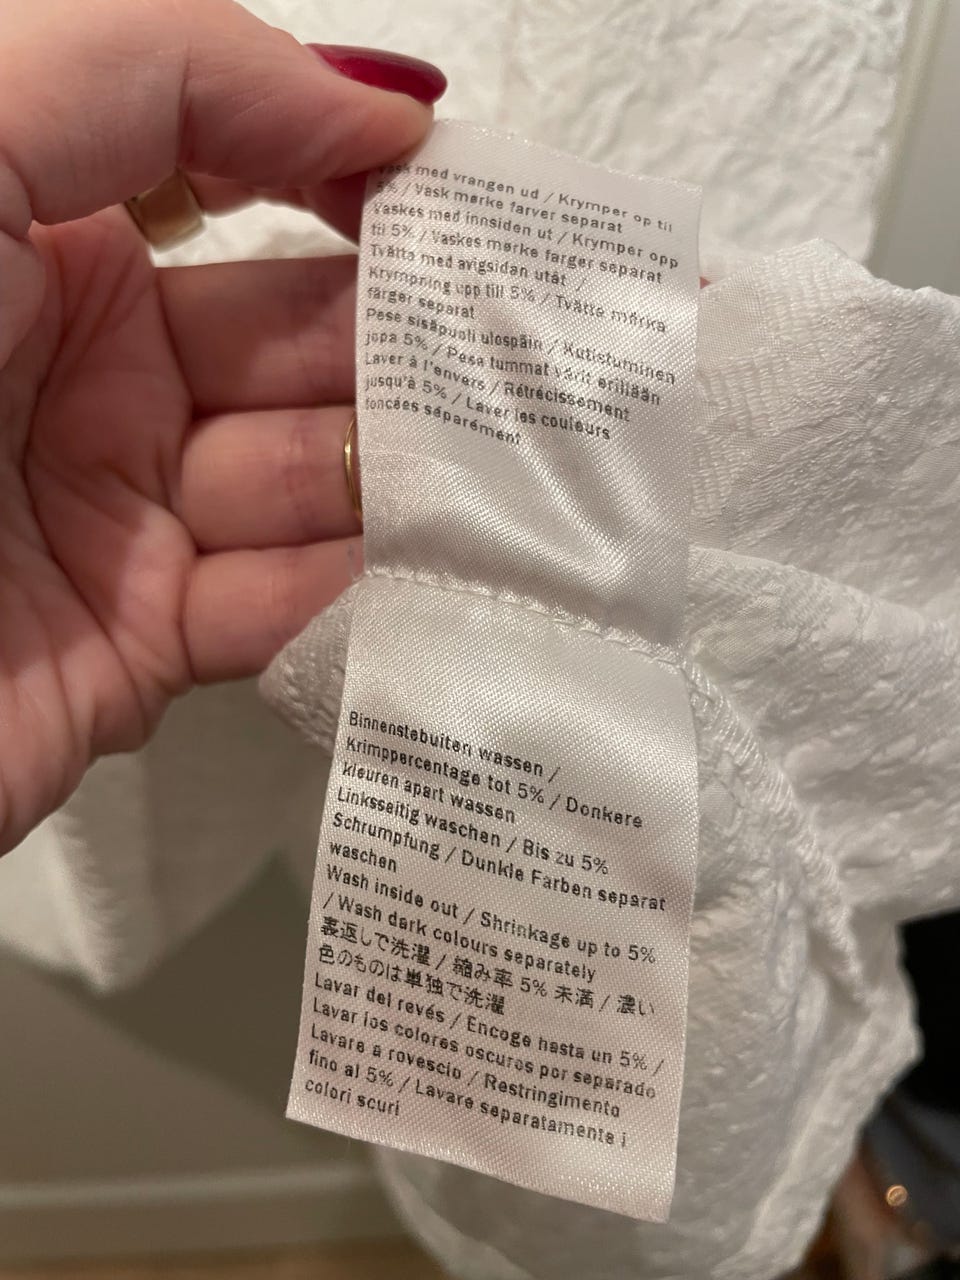 Vask med vrangen ud / Krymper op til
5% / Vask mørke farver separat
Vaskes med innsiden ut / Krymper opp
til 5% / Vaskes mørke farger separat
Tvätta med avigsidan utåt /
Krympning upp till 5% / Tvätta mörka
färger separat
Pese sisäpuoli ulospäin / Kutistuminen
jopa 5% / Pese tummat värit erillään
Laver à l'envers / Rétrécissement
jusqu'à 5% / Laver les couleurs
foncées séparément
Binnenstebuiten wassen /
Krimppercentage tot 5% / Donkere
kleuren apart wassen
Linksseitig waschen / Bis zu 5%
Schrumpfung / Dunkle Farben separat
waschen
Wash inside out / Shrinkage up to 5%
/ Wash dark colours separately
裏返しで洗濯 / 縮み率 5% 未満 / 濃い
色のものは単独で洗濯
Lavar del revés / Encoge hasta un 5% /
Lavar los colores oscuros por separado
Lavare a rovescio / Restringimento
fino al 5% / Lavare separatamente i
colori scuri